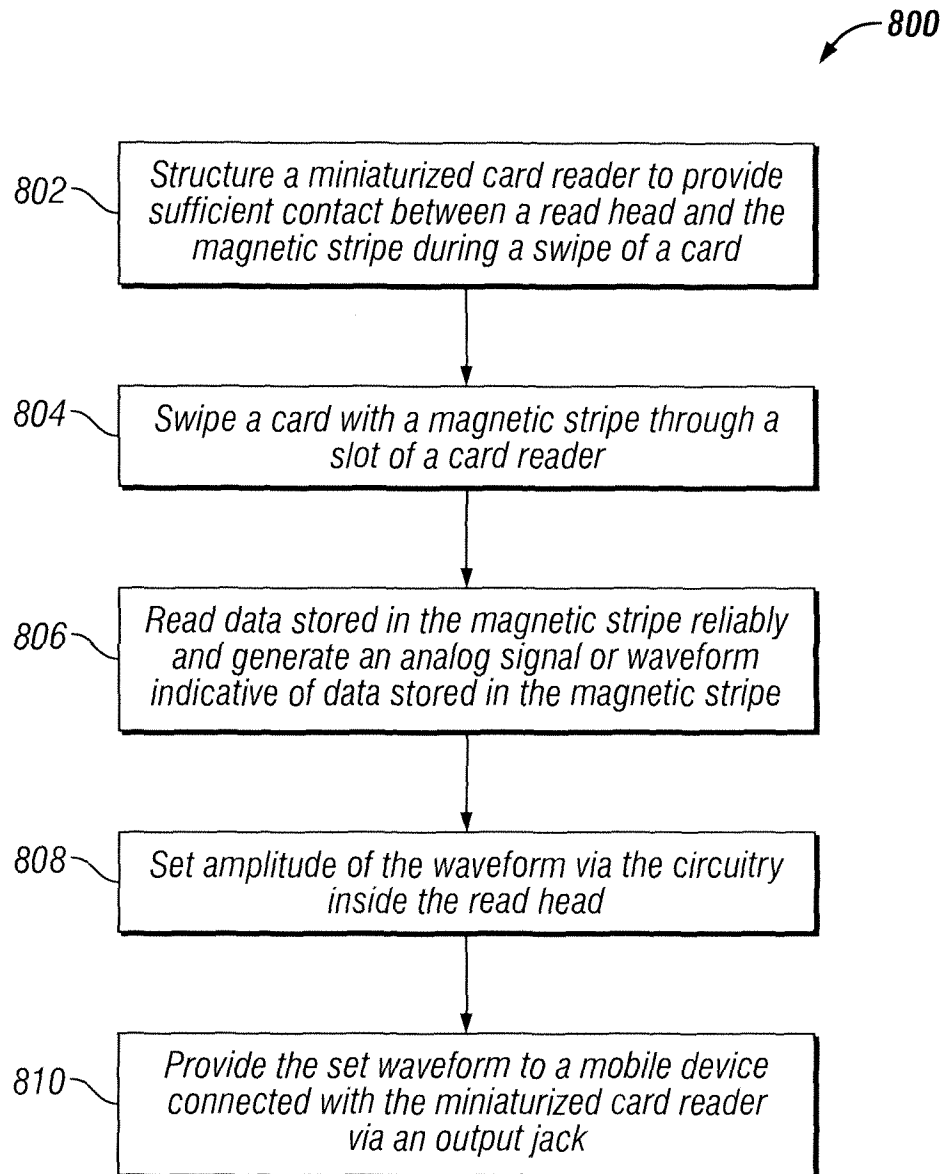 800
802
Structure a miniaturized card reader to provide
sufficient contact between a read head and the
magnetic stripe during a swipe of a card
804
Swipe a card with a magnetic stripe through a
slot of a card reader
806
Read data stored in the magnetic stripe reliably
and generate an analog signal or waveform
indicative of data stored in the magnetic stripe
808
Set amplitude of the waveform via the circuitry
inside the read head
810
Provide the set waveform to a mobile device
connected with the miniaturized card reader
via an output jack